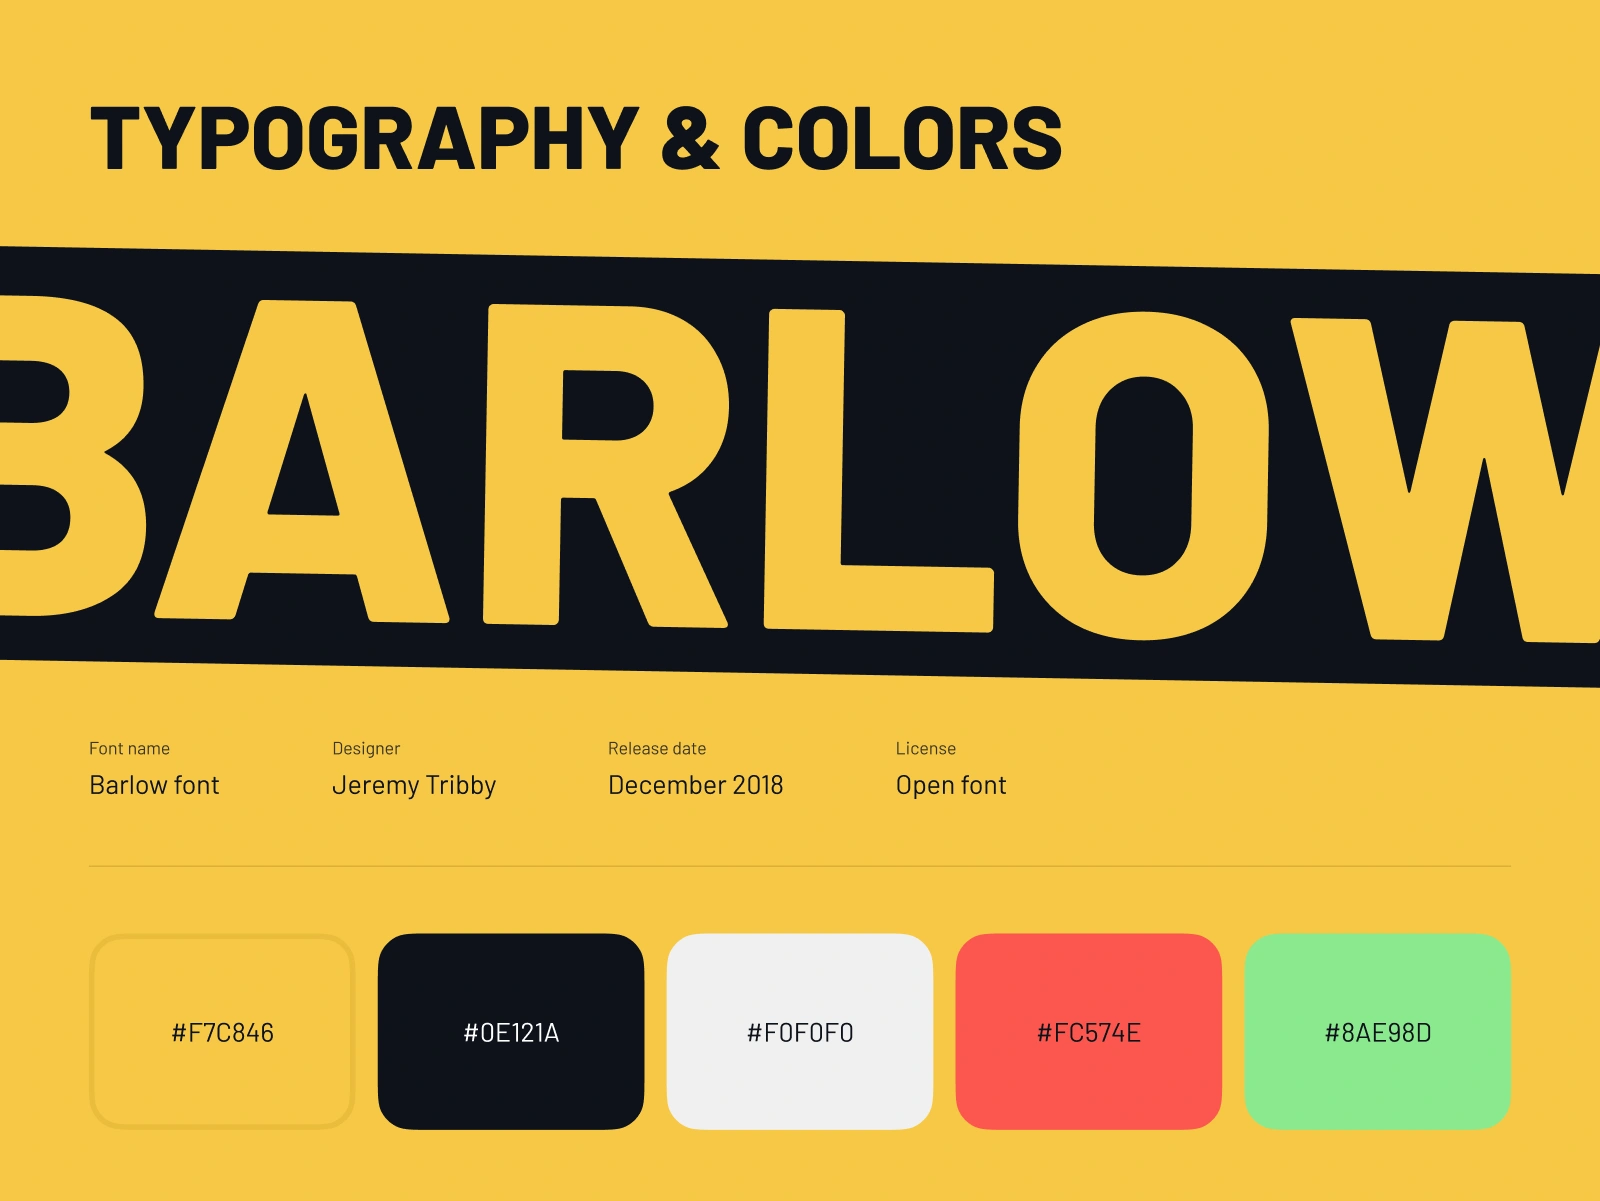 TYPOGRAPHY & COLORS
BARLOW
Font name
Designer
Release date
License
Barlow font
Jeremy Tribby
December 2018
Open font
#F7C846
#0E121A
#F0F0F0
#FC574E
#8AE98D